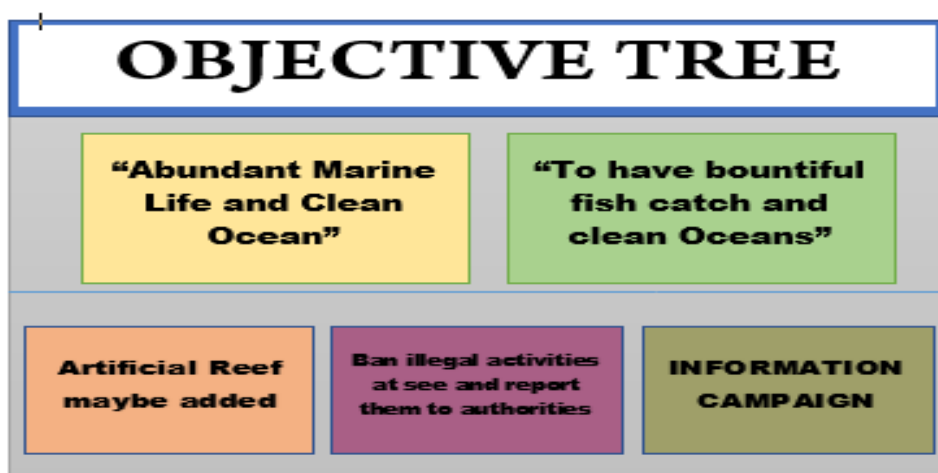 OBJECTIVE TREE
“Abundant Marine
Life and Clean
Ocean”
“To have bountiful
fish catch and
clean Oceans”
Artificial Reef
maybe added
Ban illegal activities
at see and report
them to authorities
INFORMATION
CAMPAIGN